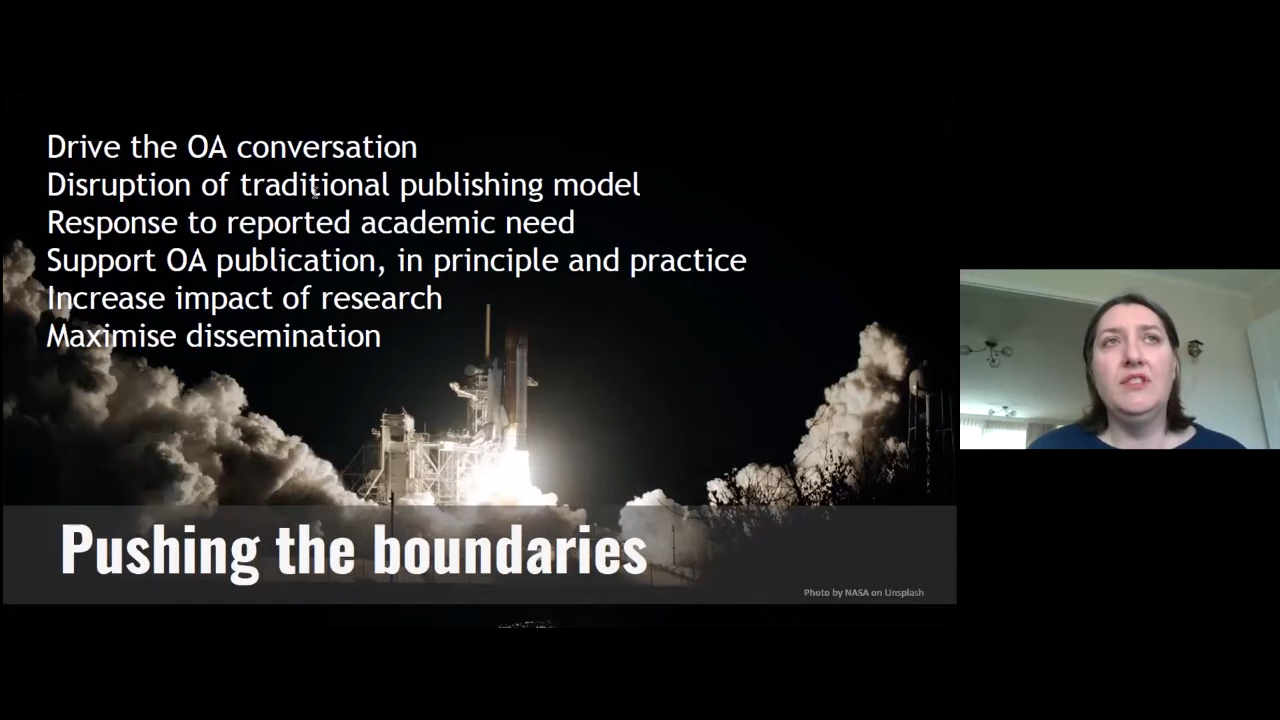 Drive the OA conversation
Disruption of traditional publishing model
Response to reported academic need
Support OA publication, in principle and practice
Increase impact of research
Maximise dissemination
Pushing the boundaries
Photo by NASA on Unsplash